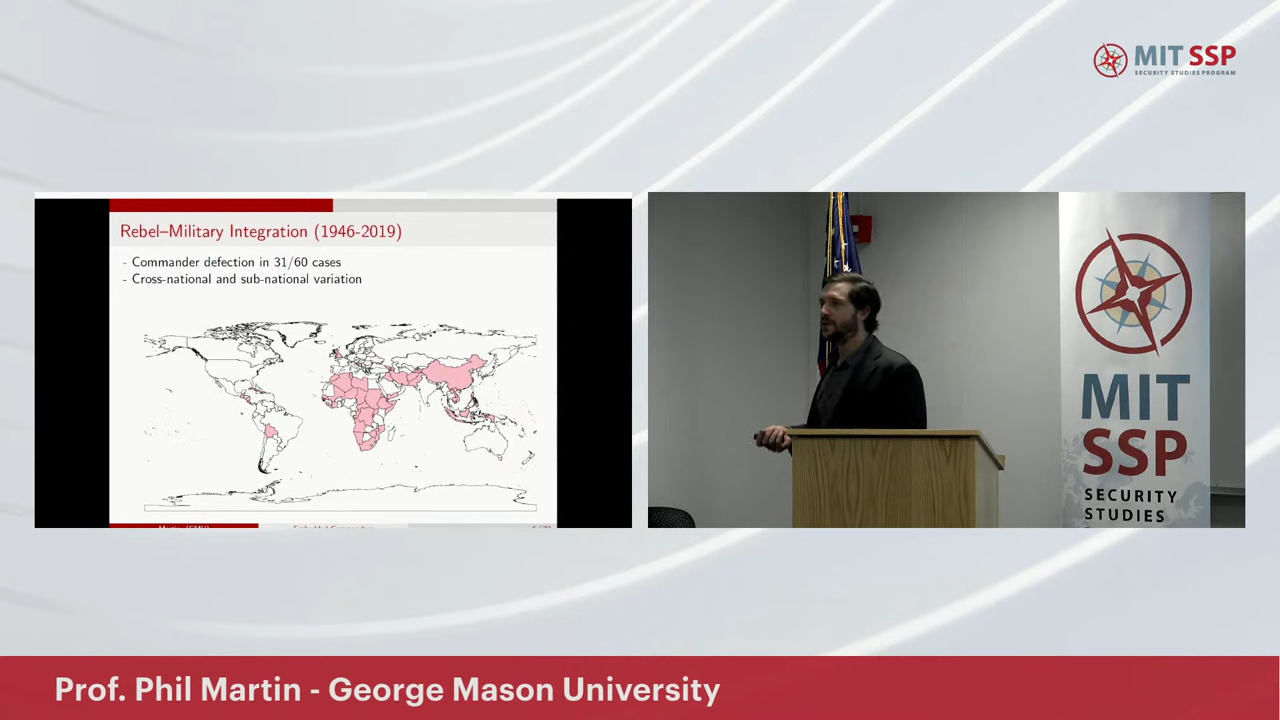 MIT SSP
SECURITY STUDIES PROGRAM
Rebel–Military Integration (1946-2019)
- Commander defection in 31/60 cases
- Cross-national and sub-national variation
MIT
SSP
SECURITY
STUDIES
Prof. Phil Martin - George Mason University